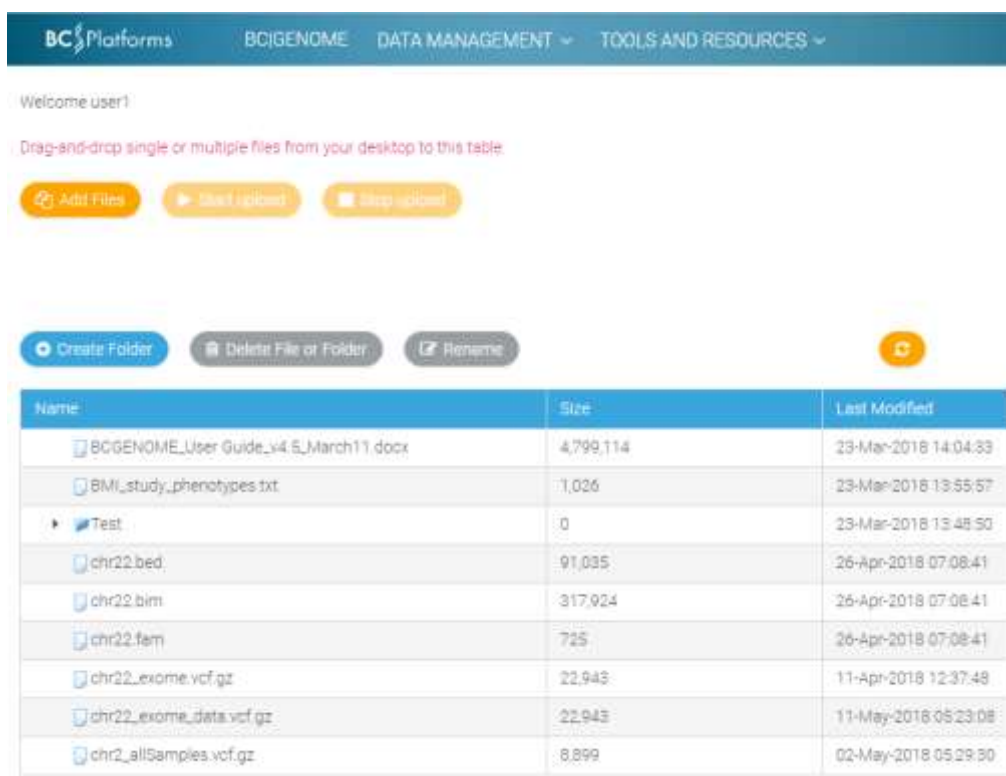 BC Platforms BC|GENOME DATA MANAGEMENT TOOLS AND RESOURCES
Welcome user1
Drag-and-drop single or multiple files from your desktop to this table.
Add Files Start upload Stop upload
Create Folder Delete File or Folder Rename
Name Size Last Modified
BCGENOME_User Guide_v4.5_March11.docx 4,799,114 23-Mar-2018 14:04:33
BMI_study_phenotypes.txt 1,026 23-Mar-2018 13:55:57
Test 0 23-Mar-2018 13:48:50
chr22.bed 91,035 26-Apr-2018 07:08:41
chr22.bim 317,924 26-Apr-2018 07:08:41
chr22.fam 725 26-Apr-2018 07:08:41
chr22_exome.vcf.gz 22,943 11-Apr-2018 12:37:48
chr22_exome_data.vcf.gz 22,943 11-May-2018 05:23:08
chr2_allSamples.vcf.gz 8,899 02-May-2018 05:29:30